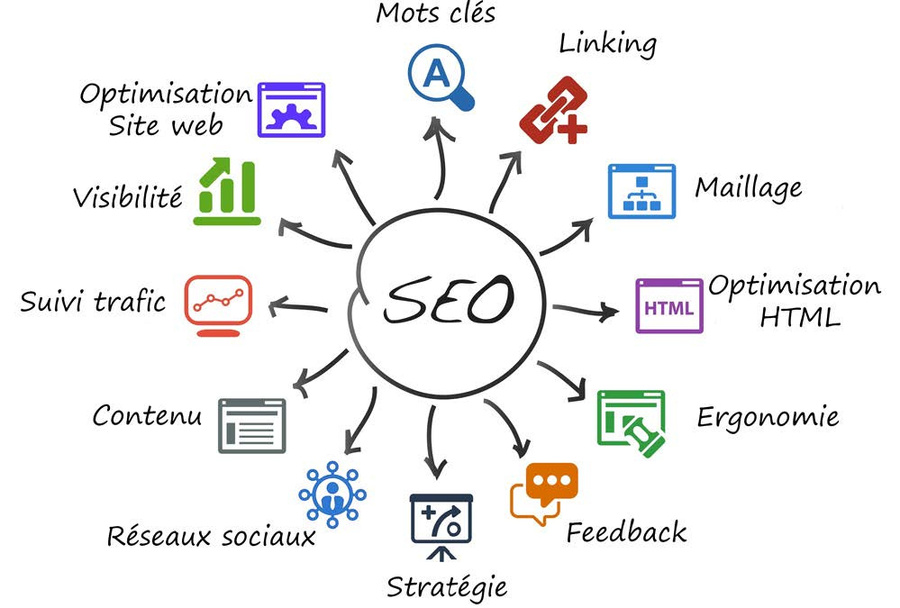 Mots clés
A
Linking
Optimisation
Site web
Visibilité
Maillage
SEO
Suivi trafic
Optimisation
HTML
HTML
Contenu
Ergonomie
Réseaux sociaux
Feedback
Stratégie